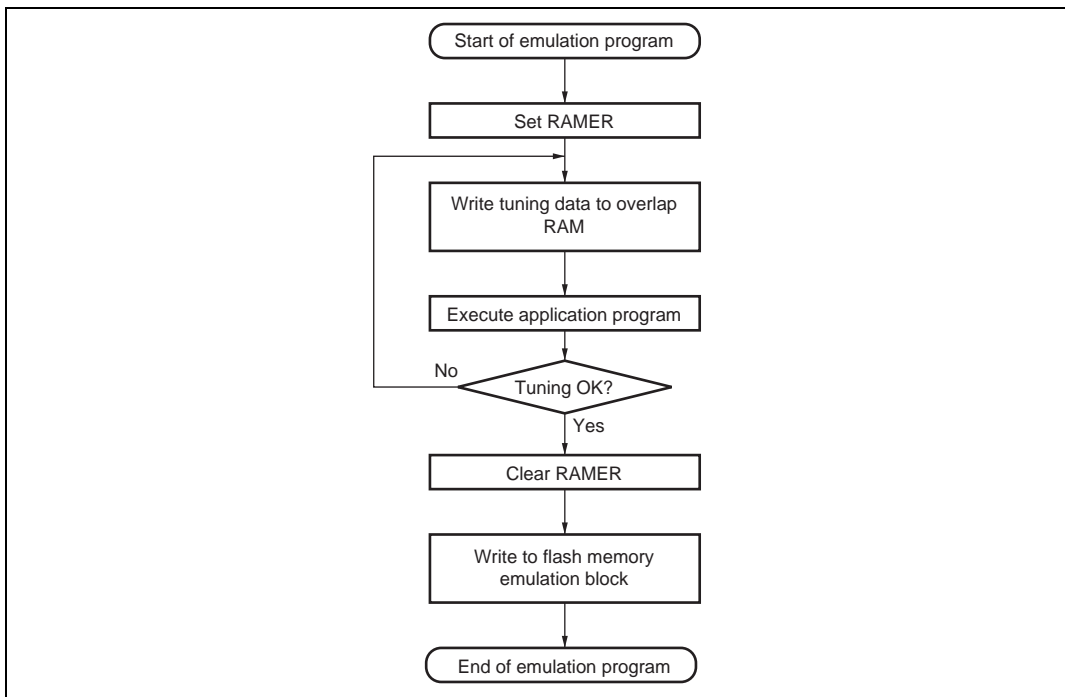 Start of emulation program
Set RAMER
Write tuning data to overlap
RAM
Execute application program
No
Tuning OK?
Yes
Clear RAMER
Write to flash memory
emulation block
End of emulation program